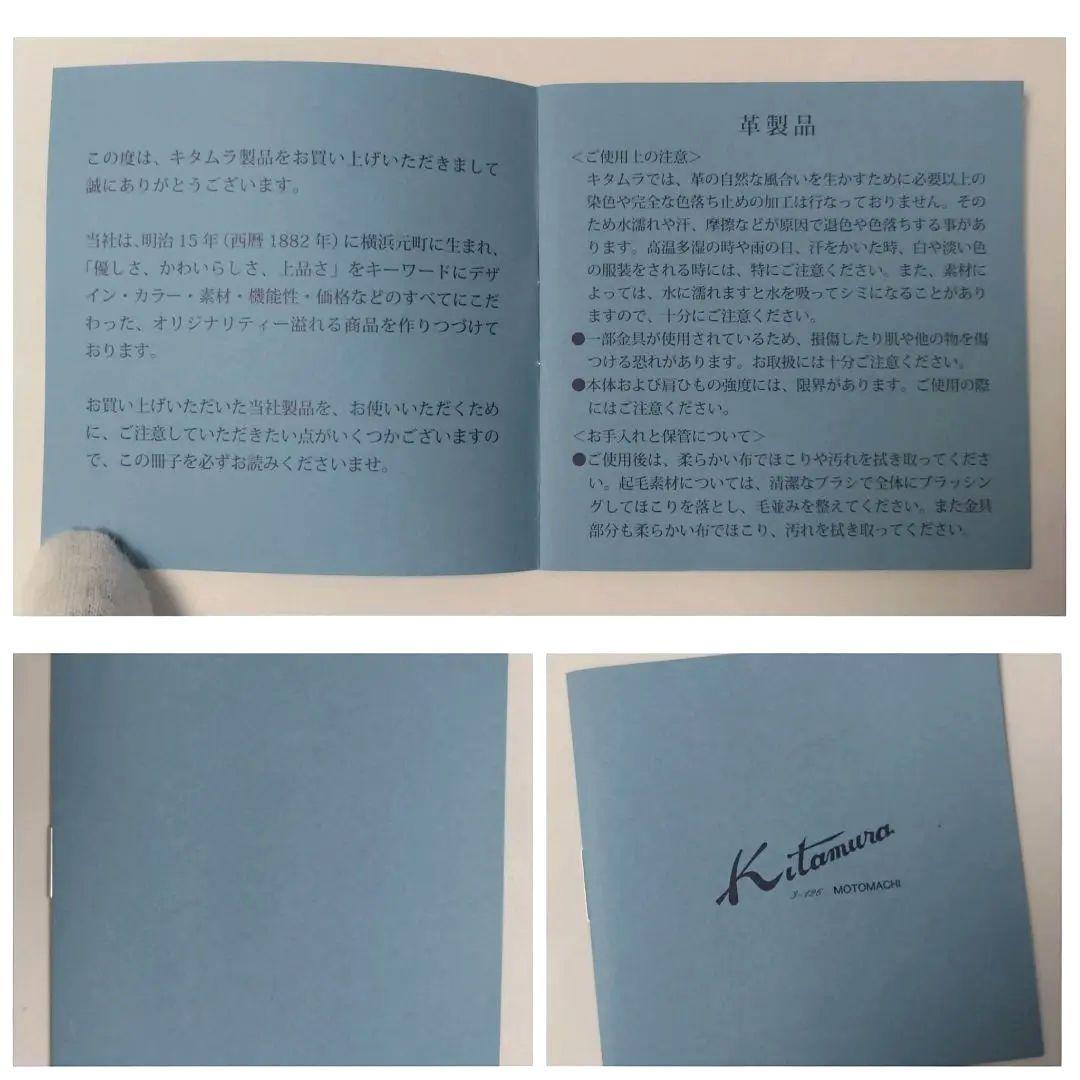 この度は、キタムラ製品をお買い上げいただきまして
誠にありがとうございます。
当社は、明治15年（西暦1882年）に横浜元町に生まれ、
「優しさ、かわいらしさ、上品さ」をキーワードにデザ
イン・カラー・素材・機能性・価格などのすべてにこだ
わった、オリジナリティー溢れる商品を作りつづけて
おります。
お買い上げいただいた当社製品を、お使いいただくため
に、ご注意していただきたい点がいくつかございますの
で、この冊子を必ずお読みくださいませ。
革製品
＜ご使用上の注意＞
キタムラでは、革の自然な風合いを生かすために必要以上の
染色や完全な色落ち止めの加工は行なっておりません。その
ため水濡れや汗、摩擦などが原因で退色や色落ちする事があ
ります。高温多湿の時や雨の日、汗をかいた時、白や淡い色
の服装をされる時には、特にご注意ください。また、素材に
よっては、水に濡れますと水を吸ってシミになることがあり
ますので、十分にご注意ください。
●一部金具が使用されているため、損傷したり肌や他の物を傷
つける恐れがあります。お取扱には十分ご注意ください。
●本体および肩ひもの強度には、限界があります。ご使用の際
にはご注意ください。
＜お手入れと保管について＞
●ご使用後は、柔らかい布でほこりや汚れを拭き取ってくださ
い。起毛素材については、清潔なブラシで全体にブラッシン
グしてほこりを落とし、毛並みを整えてください。また金具
部分も柔らかい布でほこり、汚れを拭き取ってください。
Kitamura
3-126 MOTOMACHI